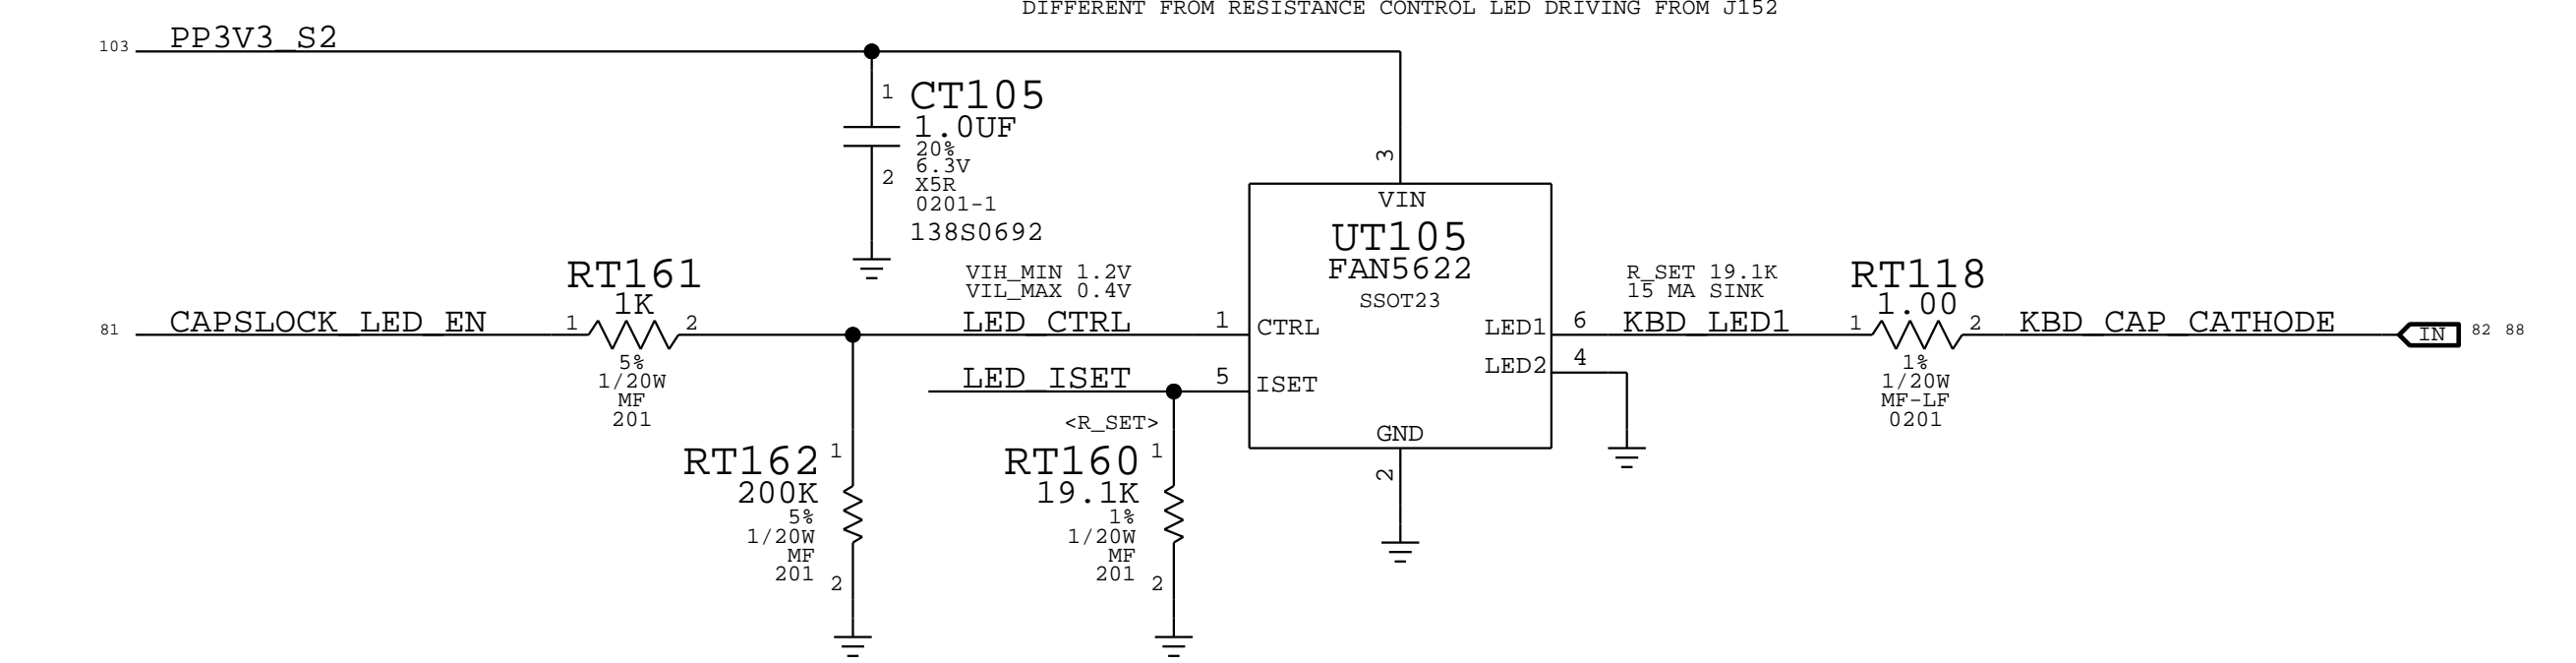 DIFFERENT FROM RESISTANCE CONTROL LED DRIVING FROM J152
103 PP3V3_S2
1 CT105
1.0UF
20%
6.3V
2 X5R
0201-1
138S0692
3
VIN
UT105
FAN5622
SSOT23
RT161
1K
81 CAPSLOCK_LED_EN 1 2
5%
1/20W
MF
201
VIH_MIN 1.2V
VIL_MAX 0.4V
LED_CTRL 1 CTRL
LED_ISET 5 ISET
<R_SET>
GND
2
R_SET 19.1K
15 MA SINK
LED1 6 KBD_LED1
LED2 4
RT118
1.00
1 2 KBD_CAP_CATHODE IN 82 88
1%
1/20W
MF-LF
0201
RT162 1
200K
5%
1/20W
MF
201 2
RT160 1
19.1K
1%
1/20W
MF
201 2